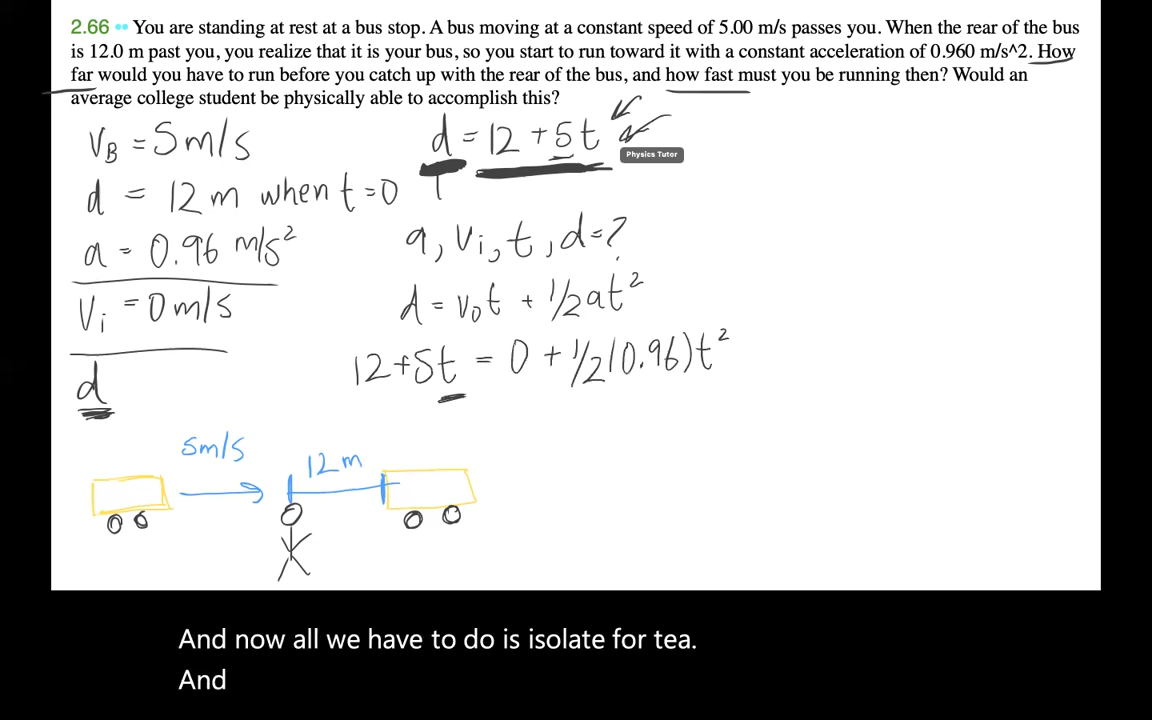 2.66 •• You are standing at rest at a bus stop. A bus moving at a constant speed of 5.00 m/s passes you. When the rear of the bus
is 12.0 m past you, you realize that it is your bus, so you start to run toward it with a constant acceleration of 0.960 m/s^2. How
far would you have to run before you catch up with the rear of the bus, and how fast must you be running then? Would an
average college student be physically able to accomplish this?
V_B = 5m/s
d = 12 m when t=0
a = 0.96 m/s²
V_i = 0m/s
d
d = 12 + 5t
Physics Tutor
a, V_i, t, d=?
d = V_0t + 1/2at²
12+5t = 0 + 1/2(0.96)t²
5m/s
12m
And now all we have to do is isolate for tea.
And